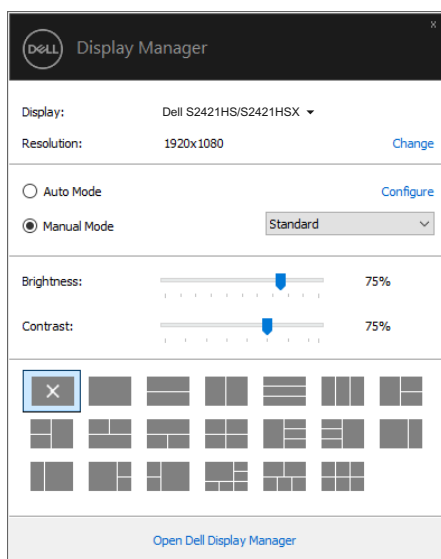 x
DELL Display Manager
Display: Dell S2421HS/S2421HSX
Resolution: 1920x1080 Change
Auto Mode Configure
Manual Mode Standard
Brightness: 75%
Contrast: 75%
Open Dell Display Manager